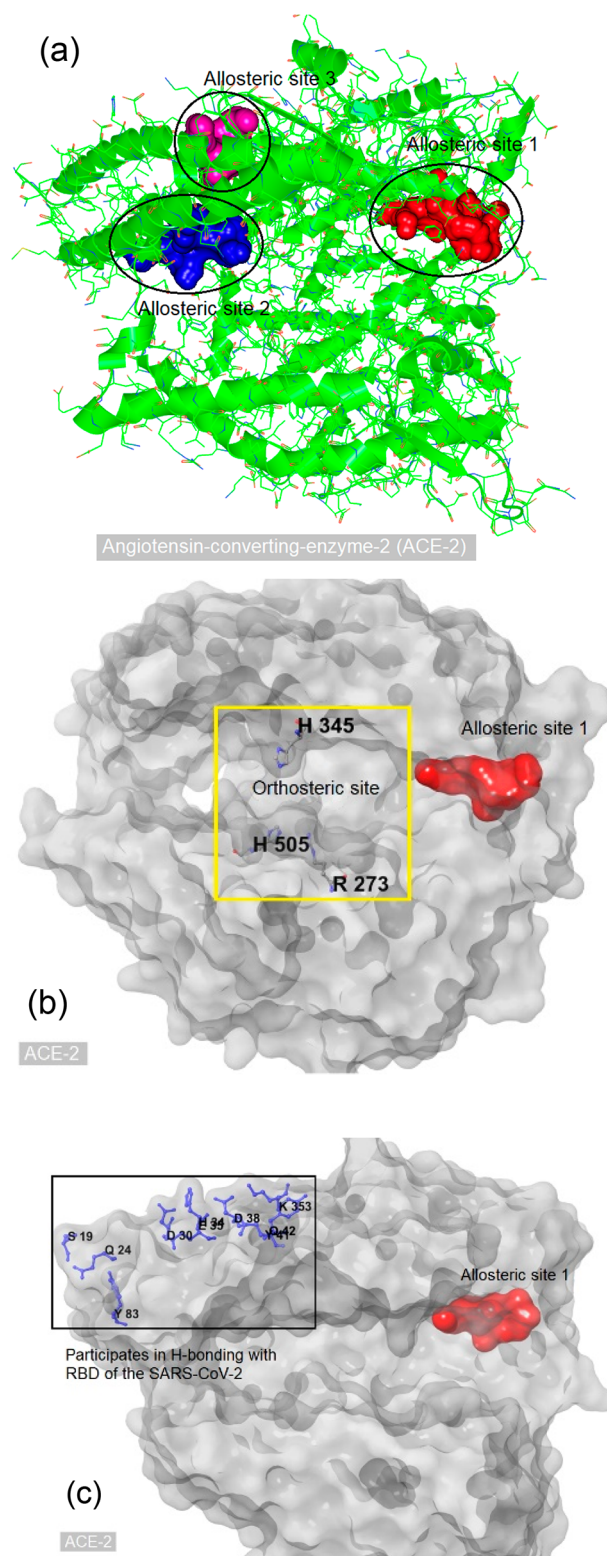 (a)
Allosteric site 3
Allosteric site 1
Allosteric site 2
Angiotensin-converting-enzyme-2 (ACE-2)
H 345
Allosteric site 1
Orthosteric site
H 505
R 273
(b)
ACE-2
K 353
S 19
D 38
D 30
Q 24
Y 83
Allosteric site 1
Participates in H-bonding with
RBD of the SARS-CoV-2
(c)
ACE-2